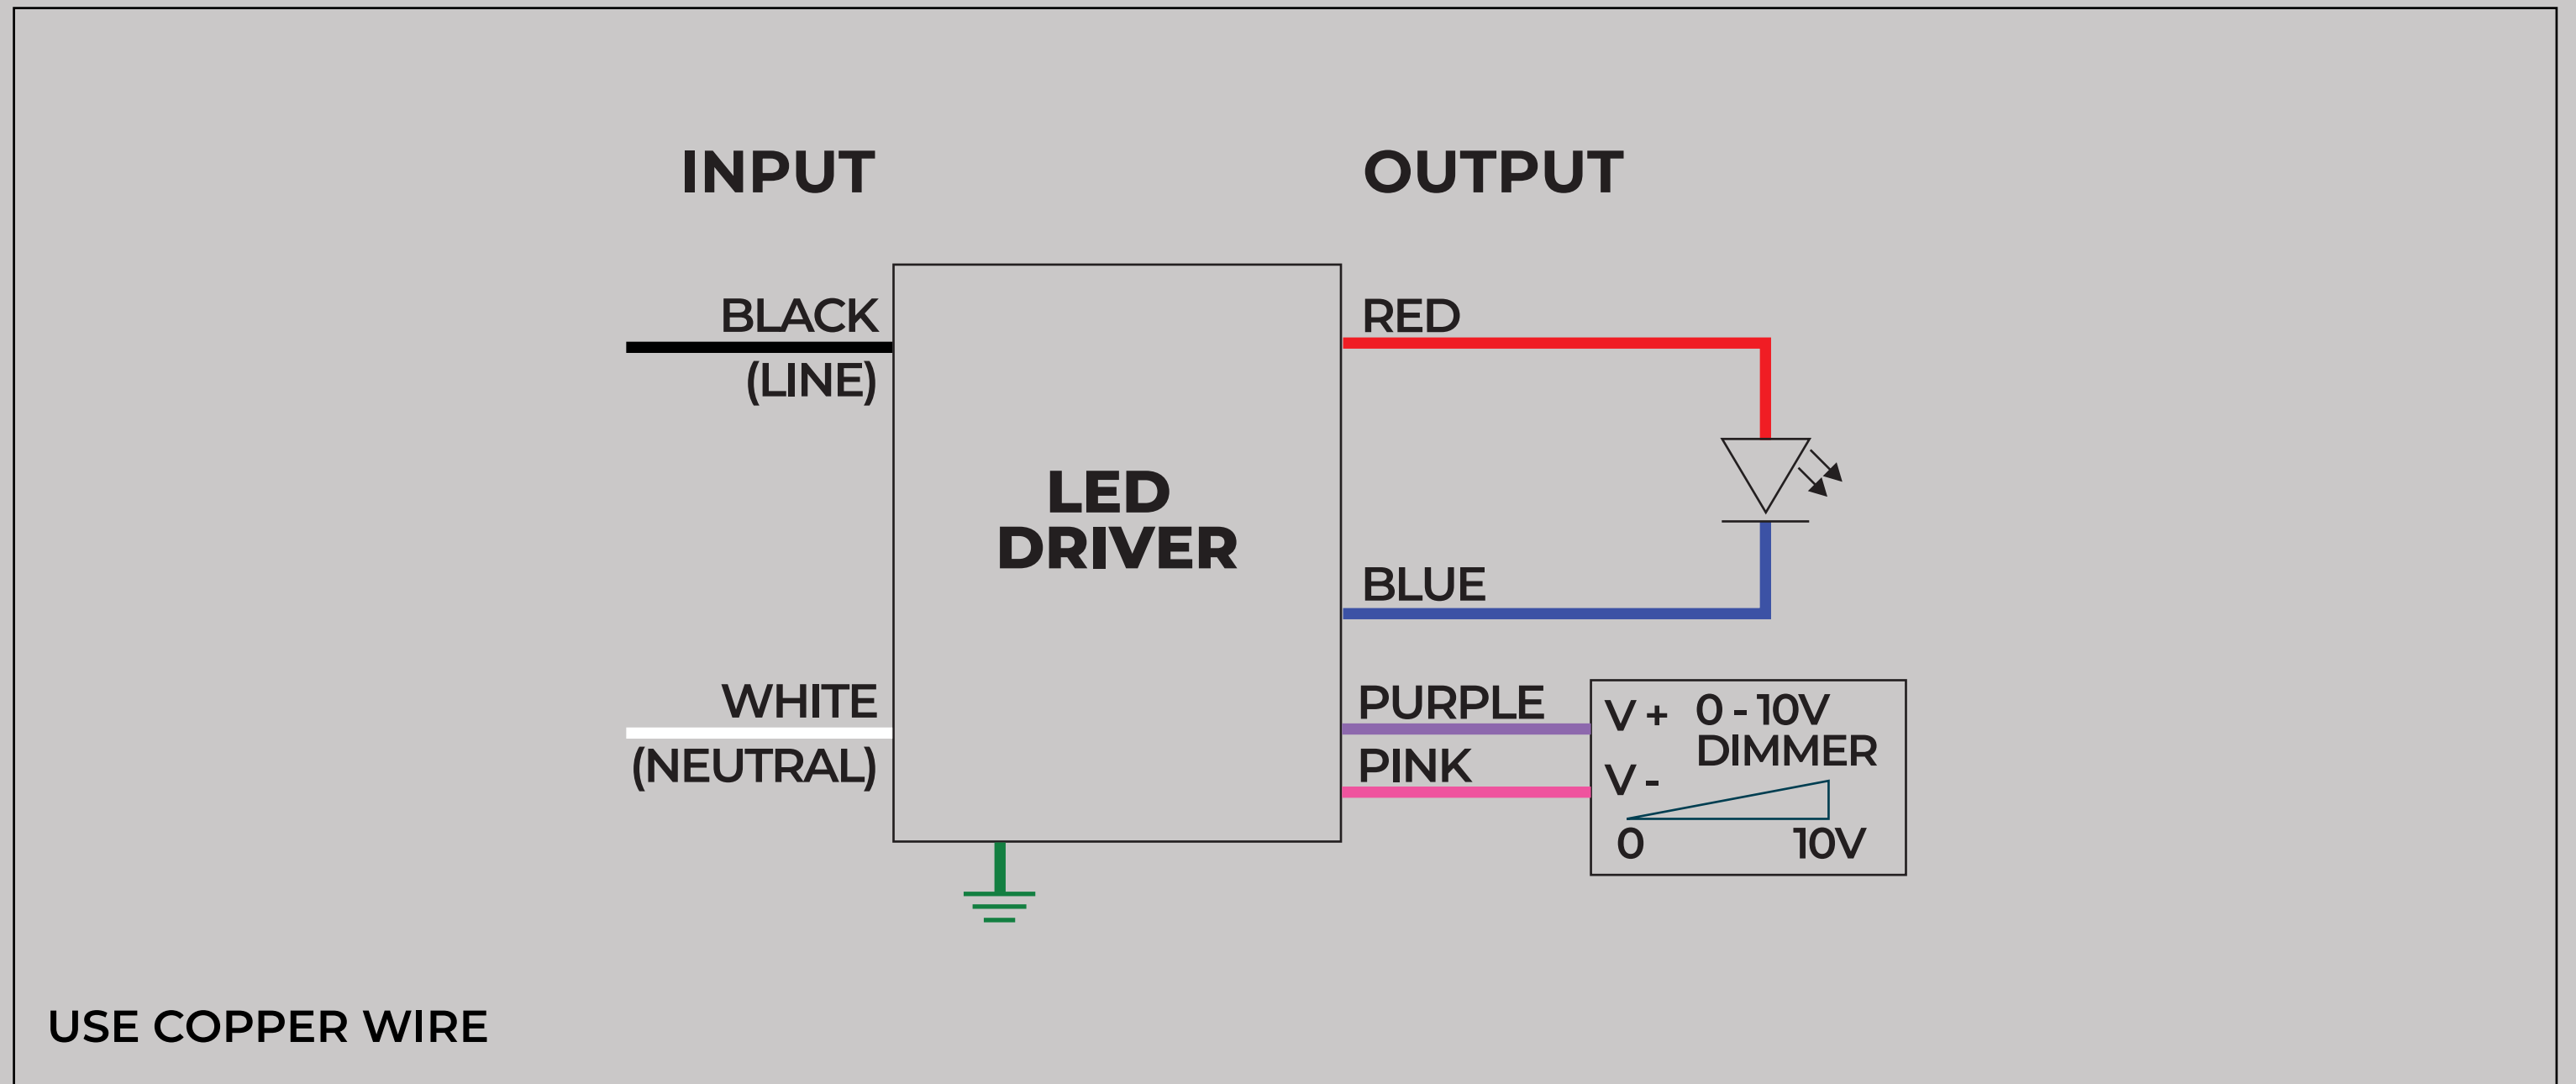 INPUT
OUTPUT
BLACK
(LINE)
WHITE
(NEUTRAL)
LED
DRIVER
RED
BLUE
PURPLE
PINK
V + 0 - 10V
DIMMER
V -
0 10V
USE COPPER WIRE